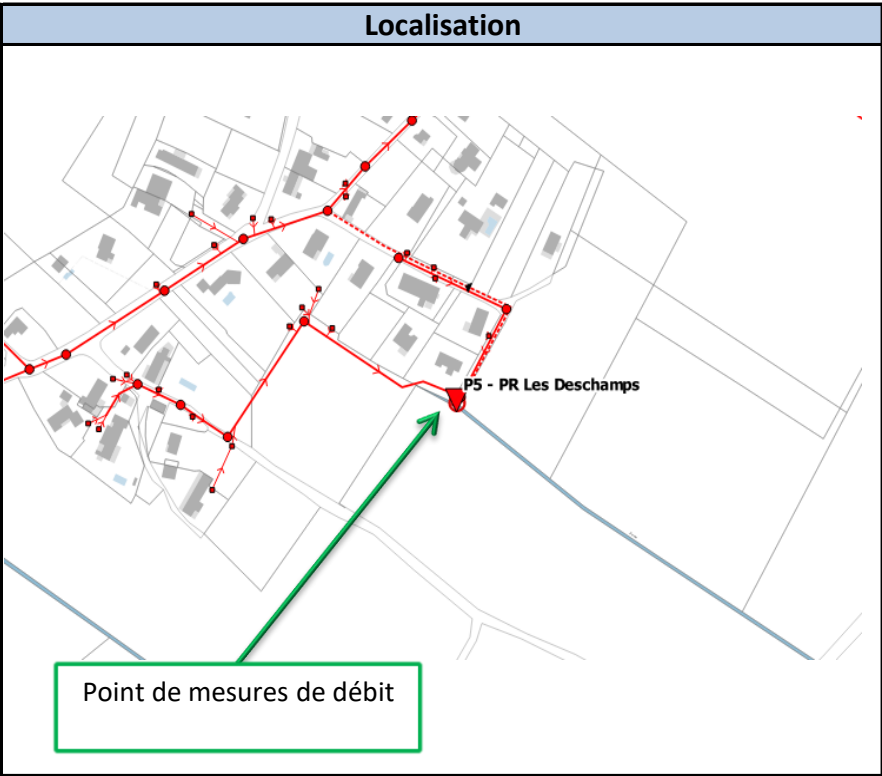 Localisation
P5 - PR Les Deschamps
Point de mesures de débit